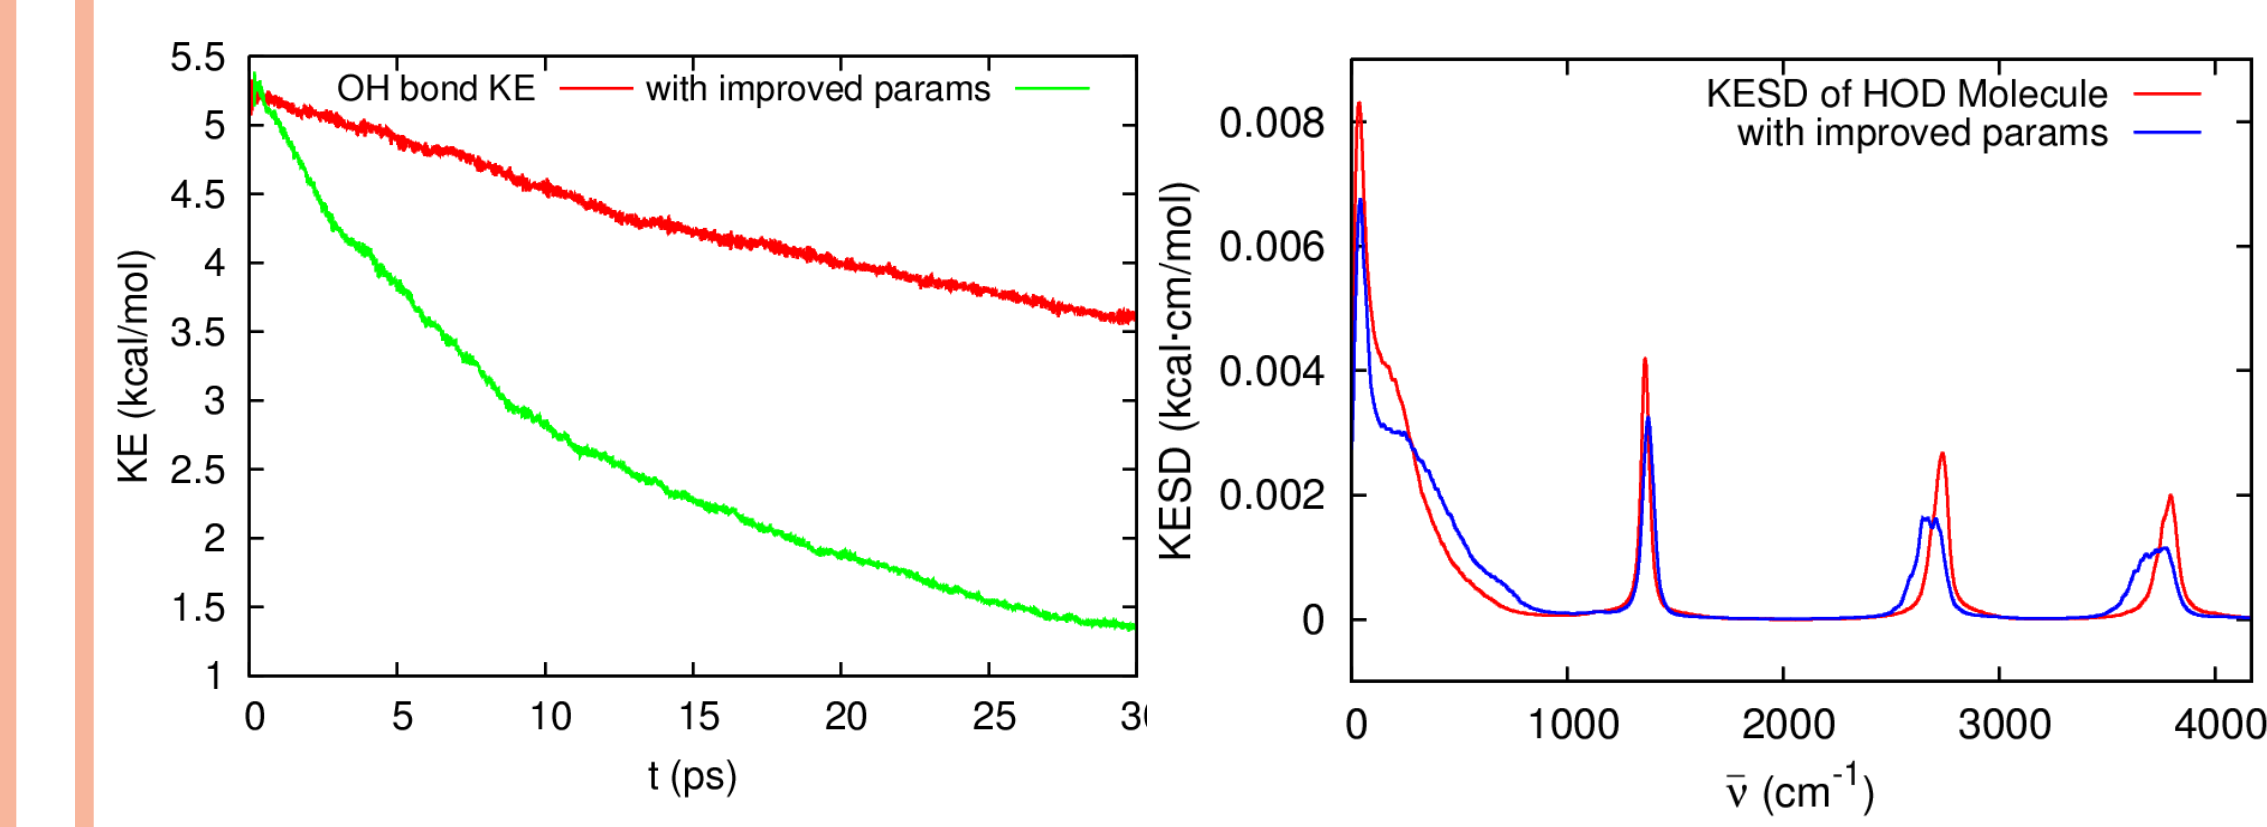 OH bond KE
with improved params
5.5
5
4.5
4
3.5
3
2.5
2
1.5
1
KE (kcal/mol)
0 5 10 15 20 25 30
t (ps)
KESD of HOD Molecule
with improved params
0.008
0.006
0.004
0.002
0
KESD (kcal·cm/mol)
0 1000 2000 3000 4000
ν̅ (cm⁻¹)